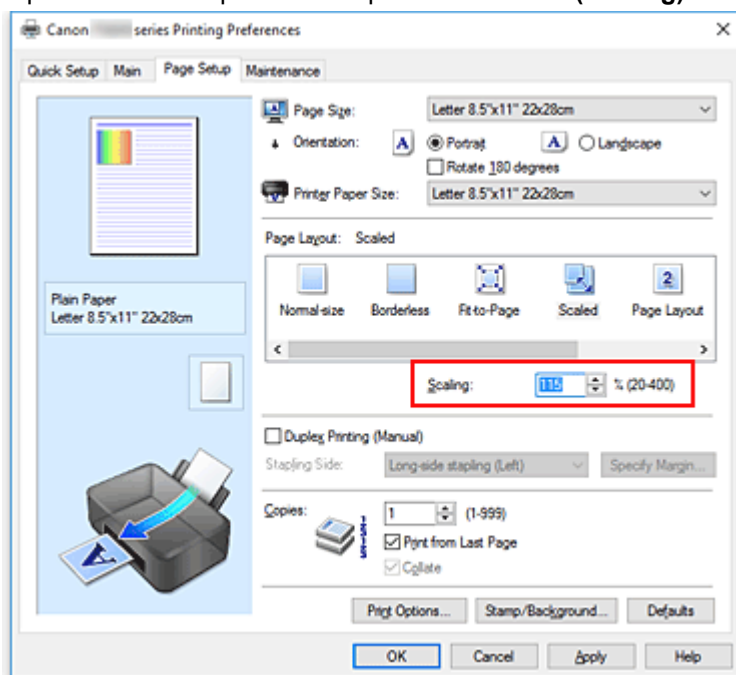 (
)
Canon series Printing Preferences
Quick Setup Main Page Setup Maintenance
Page Size: Letter 8.5"x11" 22x28cm
Orientation: A Portrait A Landscape
Rotate 180 degrees
Printer Paper Size: Letter 8.5"x11" 22x28cm
Page Layout: Scaled
Normal-size Borderless Fit-to-Page Scaled 2 Page Layout
Plain Paper
Letter 8.5"x11" 22x28cm
Scaling: 115 % (20-400)
Duplex Printing (Manual)
Stapling Side: Long-side stapling (Left) Specify Margin...
Copies: 1 (1-999)
Print from Last Page
Collate
A
Print Options... Stamp/Background... Defaults
OK Cancel Apply Help